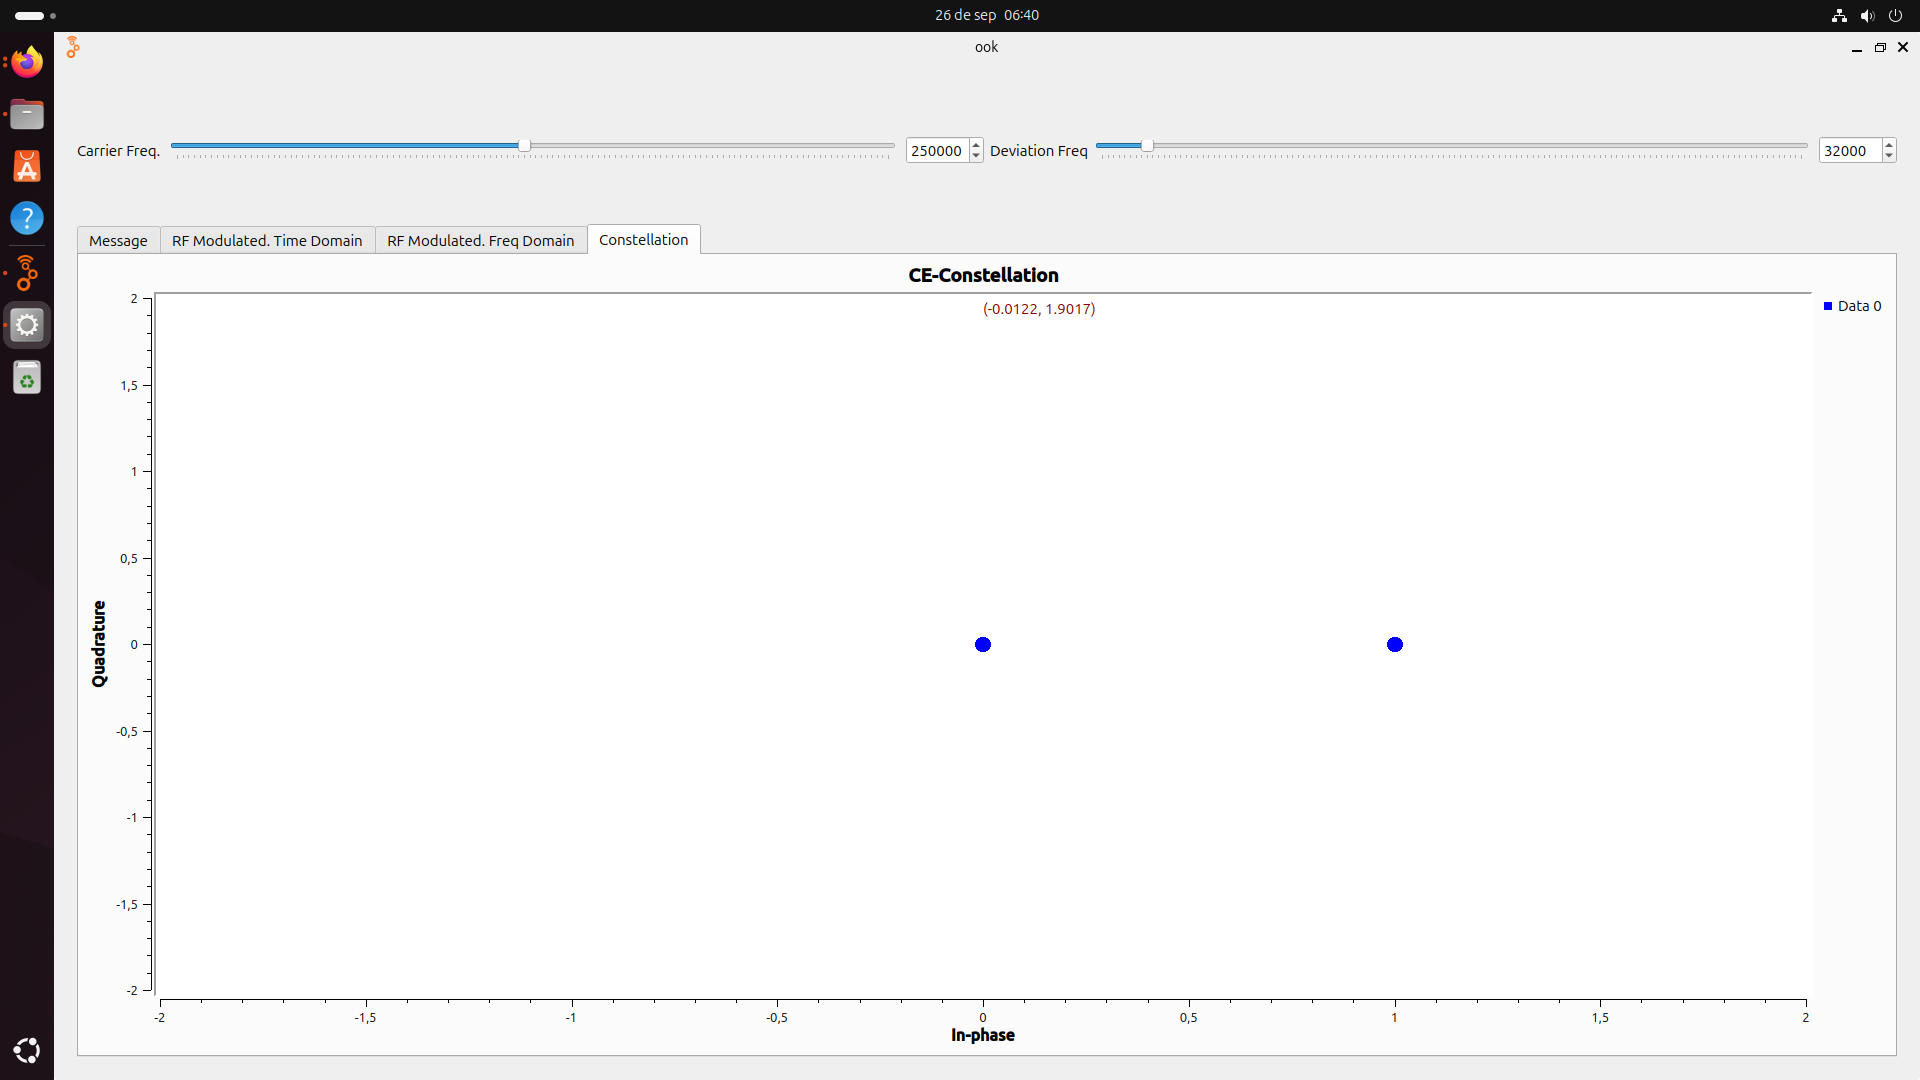 26 de sep 06:40
ook
Carrier Freq.
250000
Deviation Freq
32000
Message
RF Modulated. Time Domain
RF Modulated. Freq Domain
Constellation
CE-Constellation
(-0.0122, 1.9017)
Data 0
Quadrature
2
1,5
1
0,5
0
-0,5
-1
-1,5
-2
-2
-1,5
-1
-0,5
0
0,5
1
1,5
2
In-phase